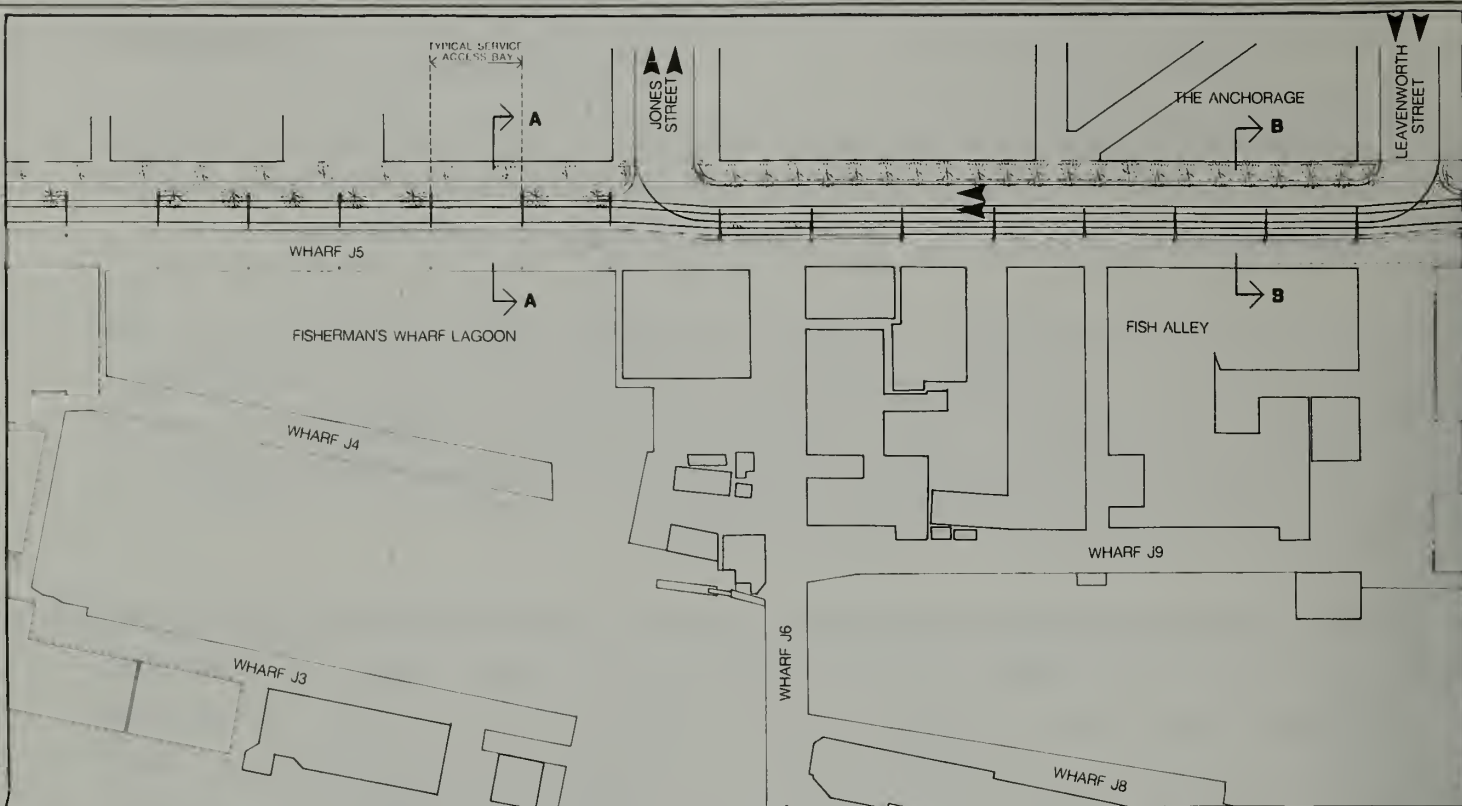 TYPICAL SERVICE
ACCESS BAY
A
JONES
STREET
THE ANCHORAGE
B
LEAVENWORTH
STREET
WHARF J5
A
B
FISHERMAN'S WHARF LAGOON
FISH ALLEY
WHARF J4
WHARF J9
WHARF J6
WHARF J3
WHARF J8